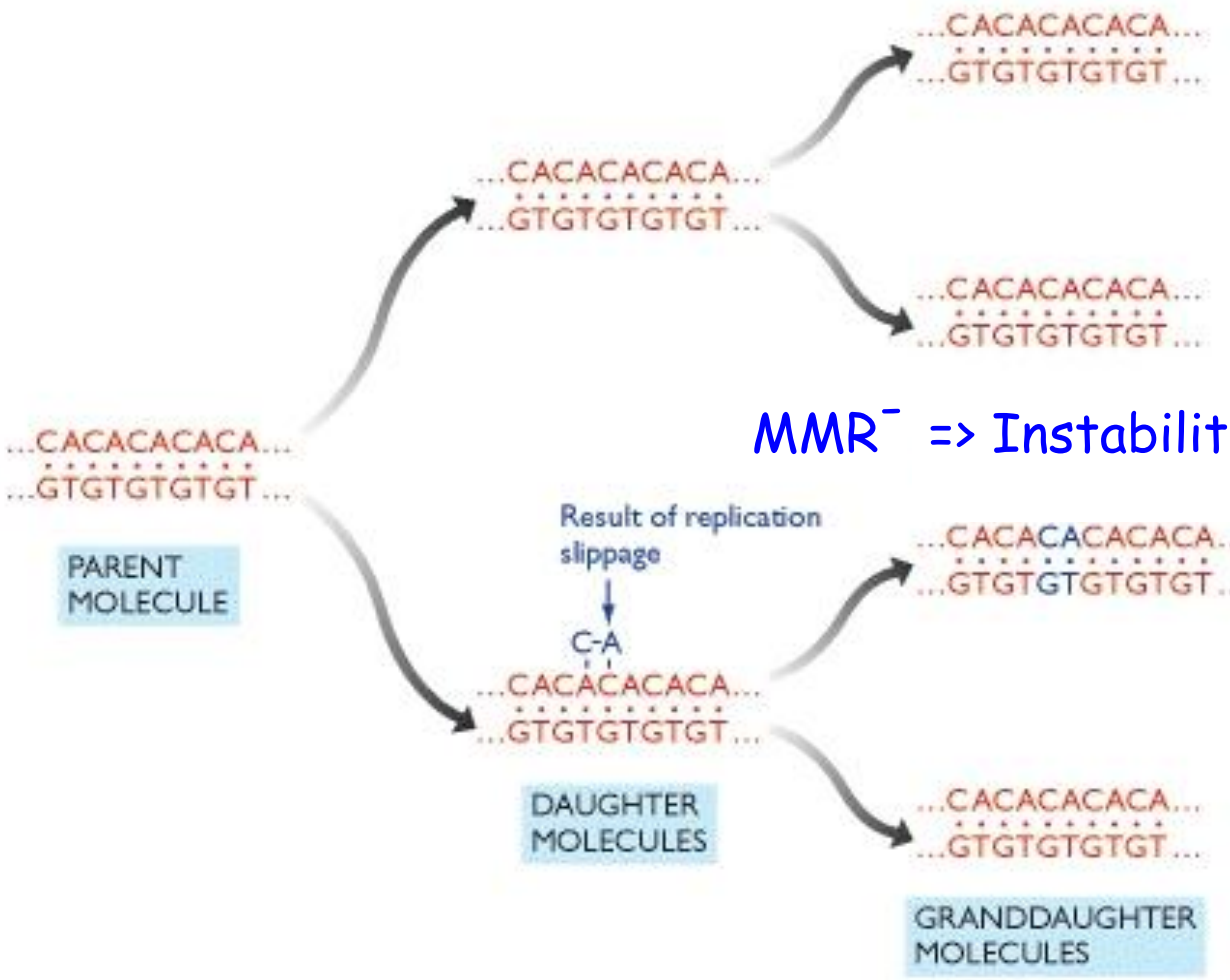 ...CACACACACA...
...GTGTGTGTGT...
PARENT
MOLECULE
...CACACACACA...
...GTGTGTGTGT...
Result of replication
slippage
C-A
...CACACACACA...
...GTGTGTGTGT...
DAUGHTER
MOLECULES
...CACACACACA...
...GTGTGTGTGT...
...CACACACACA...
...GTGTGTGTGT...
MMR⁻ => Instabilit
...CACACACACACA...
...GTGTGTGTGTGT...
...CACACACACA...
...GTGTGTGTGT...
GRANDDAUGHTER
MOLECULES